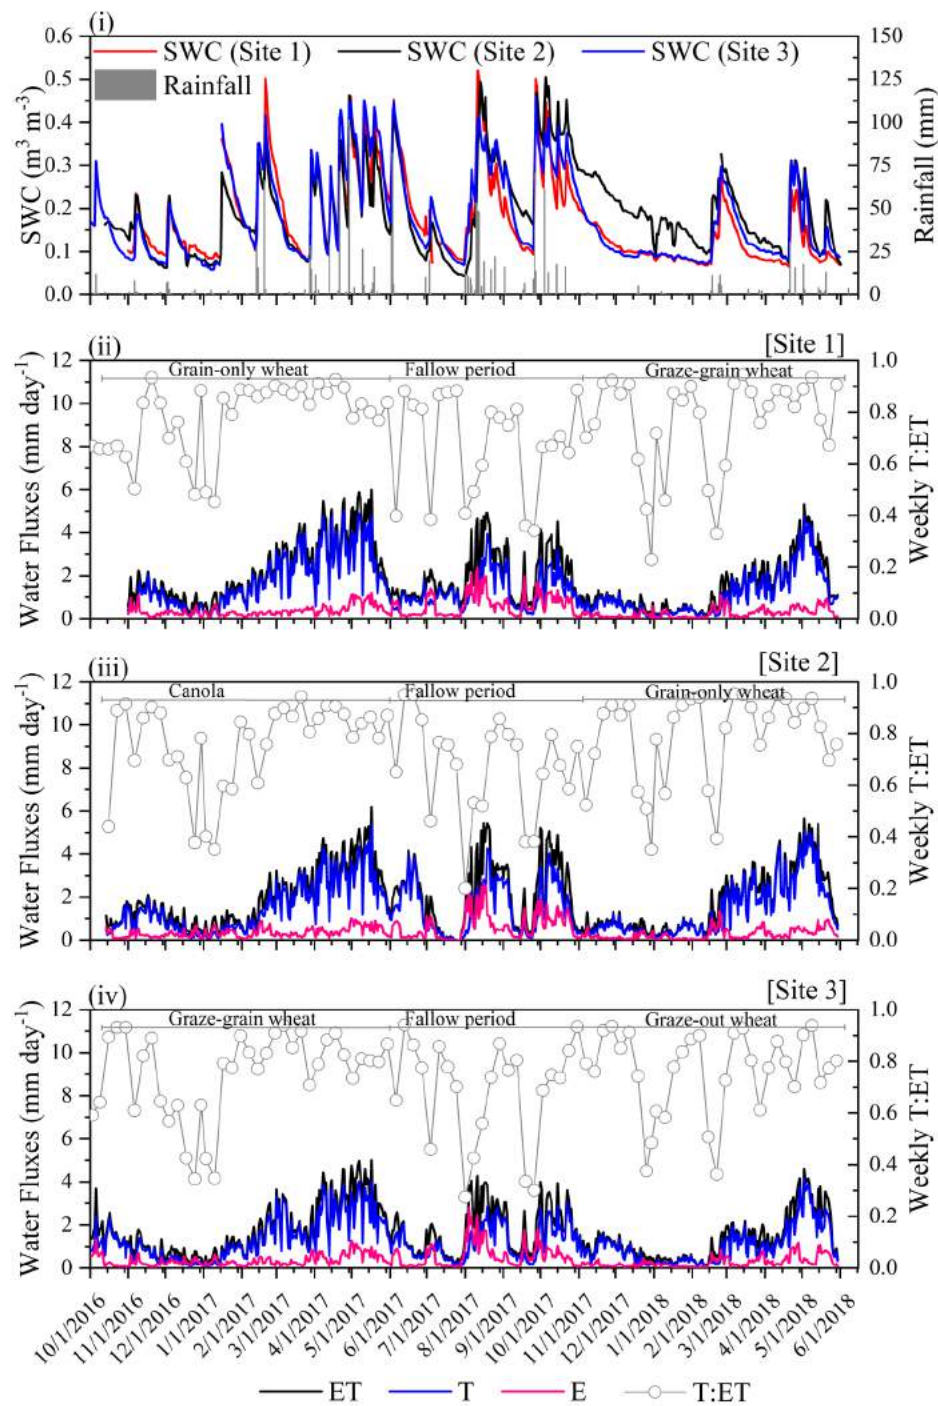 (i)
0.6
0.5
0.4
0.3
0.2
0.1
0.0
SWC (m³ m⁻³)
SWC (Site 1)
SWC (Site 2)
SWC (Site 3)
Rainfall
150
125
100
75
50
25
0
Rainfall (mm)
(ii)
[Site 1]
12
10
8
6
4
2
0
Water Fluxes (mm day⁻¹)
Grain-only wheat
Fallow period
Graze-grain wheat
1.0
0.8
0.6
0.4
0.2
0.0
Weekly T:ET
(iii)
[Site 2]
12
10
8
6
4
2
0
Water Fluxes (mm day⁻¹)
Canola
Fallow period
Grain-only wheat
1.0
0.8
0.6
0.4
0.2
0.0
Weekly T:ET
(iv)
[Site 3]
12
10
8
6
4
2
0
Water Fluxes (mm day⁻¹)
Graze-grain wheat
Fallow period
Graze-out wheat
1.0
0.8
0.6
0.4
0.2
0.0
Weekly T:ET
10/1/2016
11/1/2016
12/1/2016
1/1/2017
2/1/2017
3/1/2017
4/1/2017
5/1/2017
6/1/2017
7/1/2017
8/1/2017
9/1/2017
10/1/2017
11/1/2017
12/1/2017
1/1/2018
2/1/2018
3/1/2018
4/1/2018
5/1/2018
6/1/2018
ET
T
E
T:ET